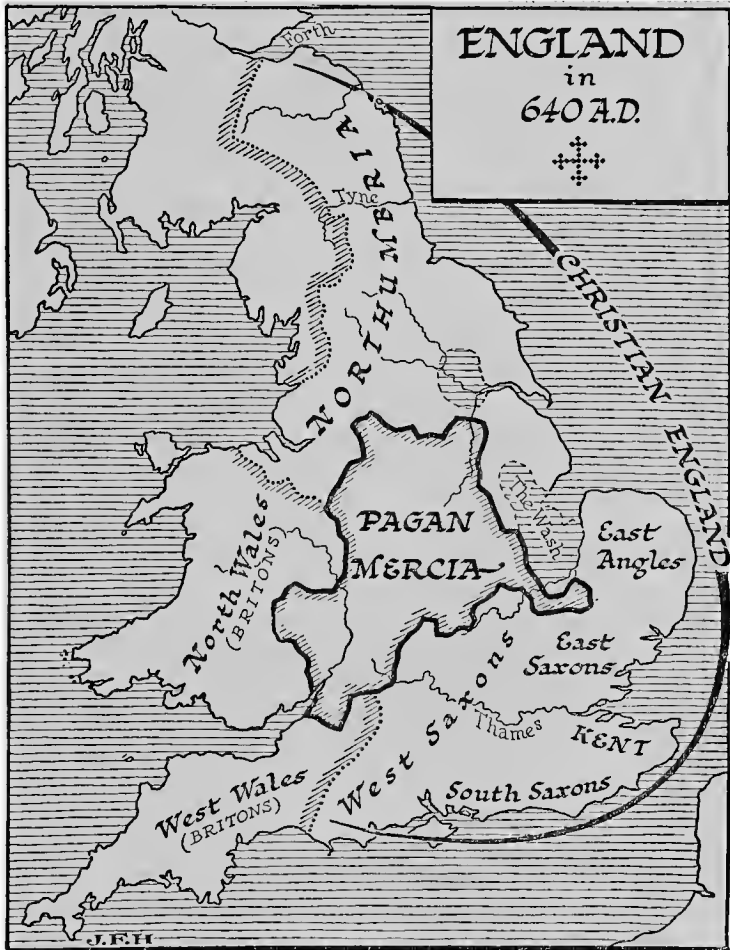 ENGLAND
in
640 A.D.
Forth
NORTHUMBRIA
Tyne
CHRISTIAN ENGLAND
PAGAN
MERCIA
The Wash
East
Angles
North Wales
(BRITONS)
East
Saxons
West Saxons
Thames
KENT
South Saxons
West Wales
(BRITONS)
J.F.H